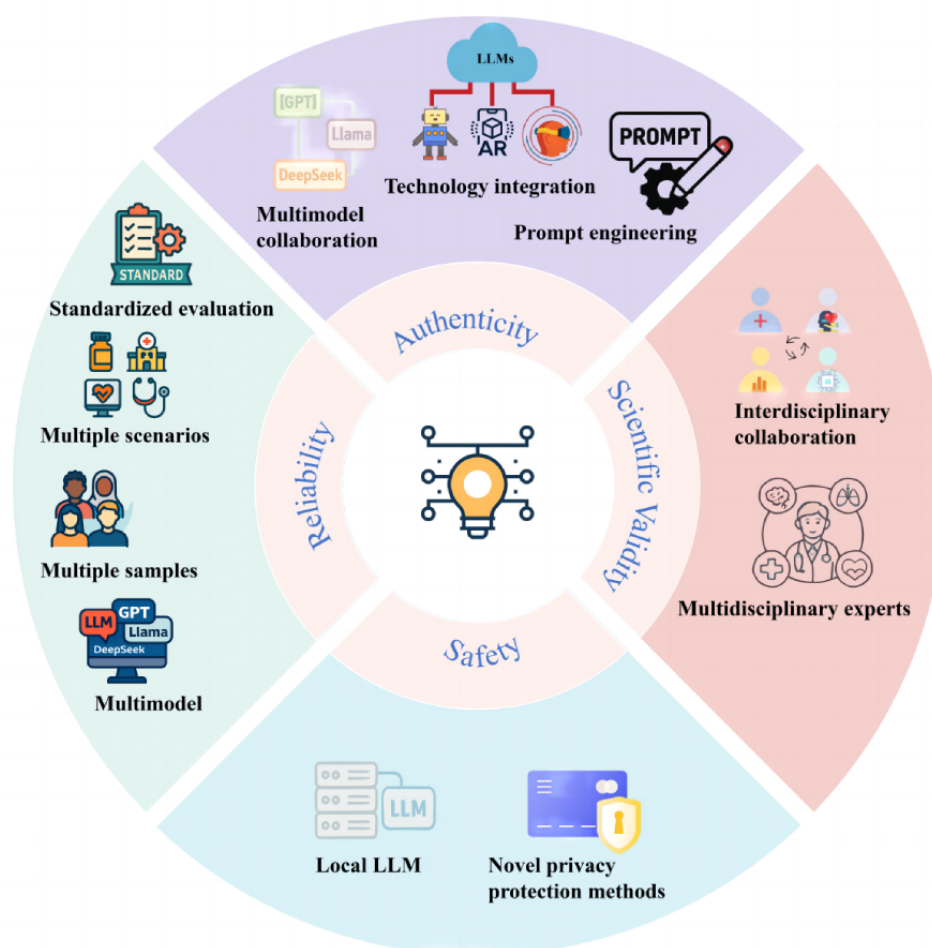 LLMs
[GPT]
Llama
DeepSeek
AR
PROMPT
Technology integration
Multimodel
collaboration
Prompt engineering
STANDARD
Standardized evaluation
Multiple scenarios
Multiple samples
LLM
GPT
Llama
DeepSeek
Multimodel
Authenticity
Reliability
Scientific Validity
Safety
Interdisciplinary
collaboration
Multidisciplinary experts
LLM
Local LLM
Novel privacy
protection methods